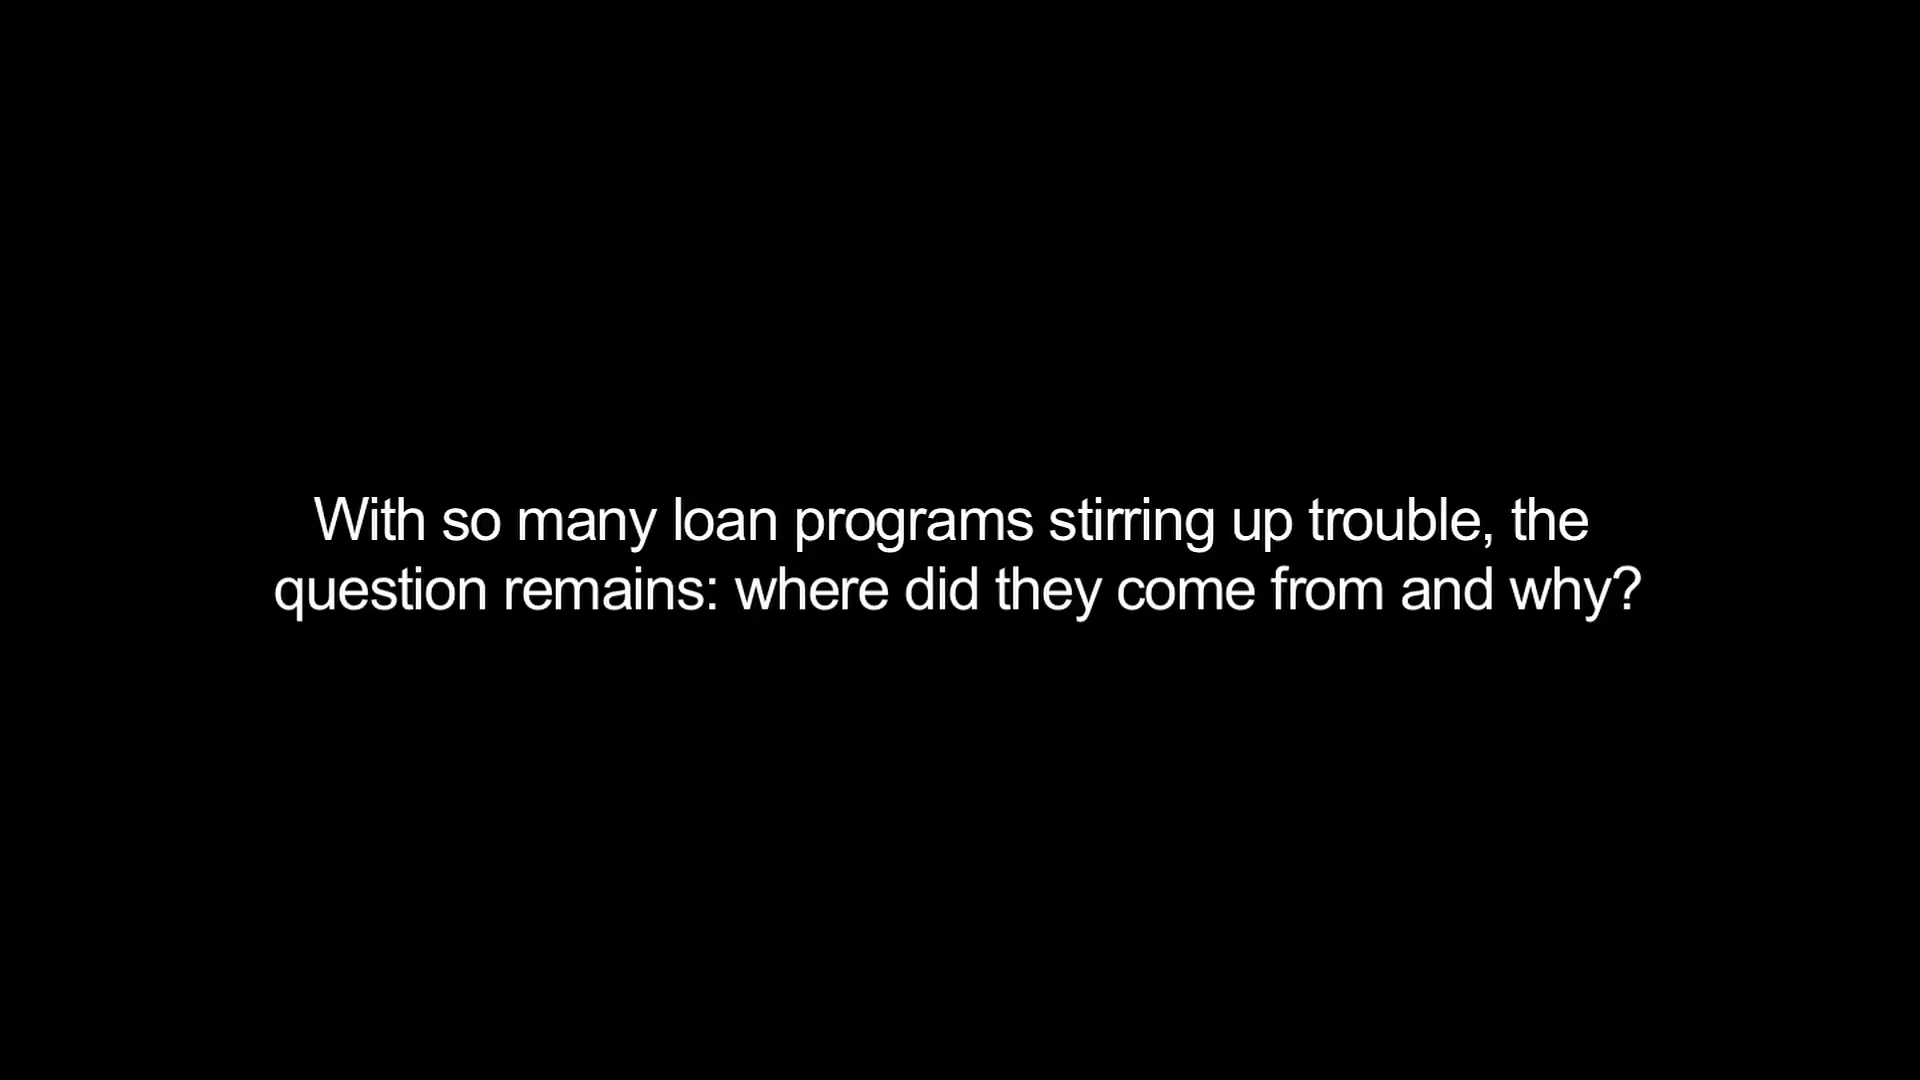 With so many loan programs stirring up trouble, the
question remains: where did they come from and why?